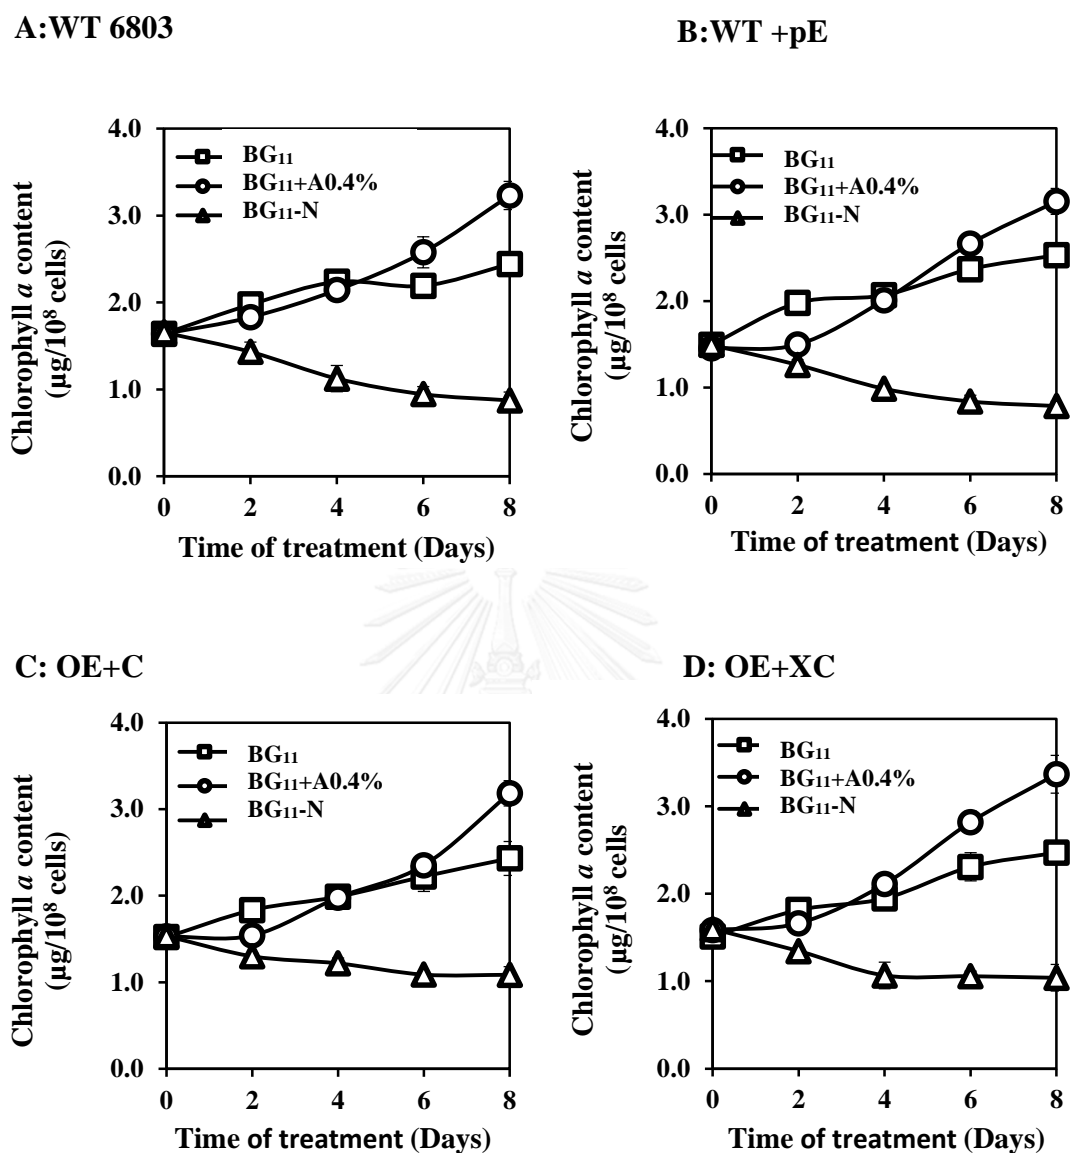 A:WT 6803
B:WT +pE
4.0
3.0
2.0
1.0
0.0
BG₁₁
BG₁₁+A0.4%
BG₁₁-N
Chlorophyll a content
(µg/10⁸ cells)
0 2 4 6 8
Time of treatment (Days)
4.0
3.0
2.0
1.0
0.0
BG₁₁
BG₁₁+A0.4%
BG₁₁-N
Chlorophyll a content
(µg/10⁸ cells
0 2 4 6 8
Time of treatment (Days)
C: OE+C
D: OE+XC
4.0
3.0
2.0
1.0
0.0
BG₁₁
BG₁₁+A0.4%
BG₁₁-N
Chlorophyll a content
(µg/10⁸ cells)
0 2 4 6 8
Time of treatment (Days)
4.0
3.0
2.0
1.0
0.0
BG₁₁
BG₁₁+A0.4%
BG₁₁-N
Chlorophyll a content
(µg/10⁸ cells
0 2 4 6 8
Time of treatment (Days)